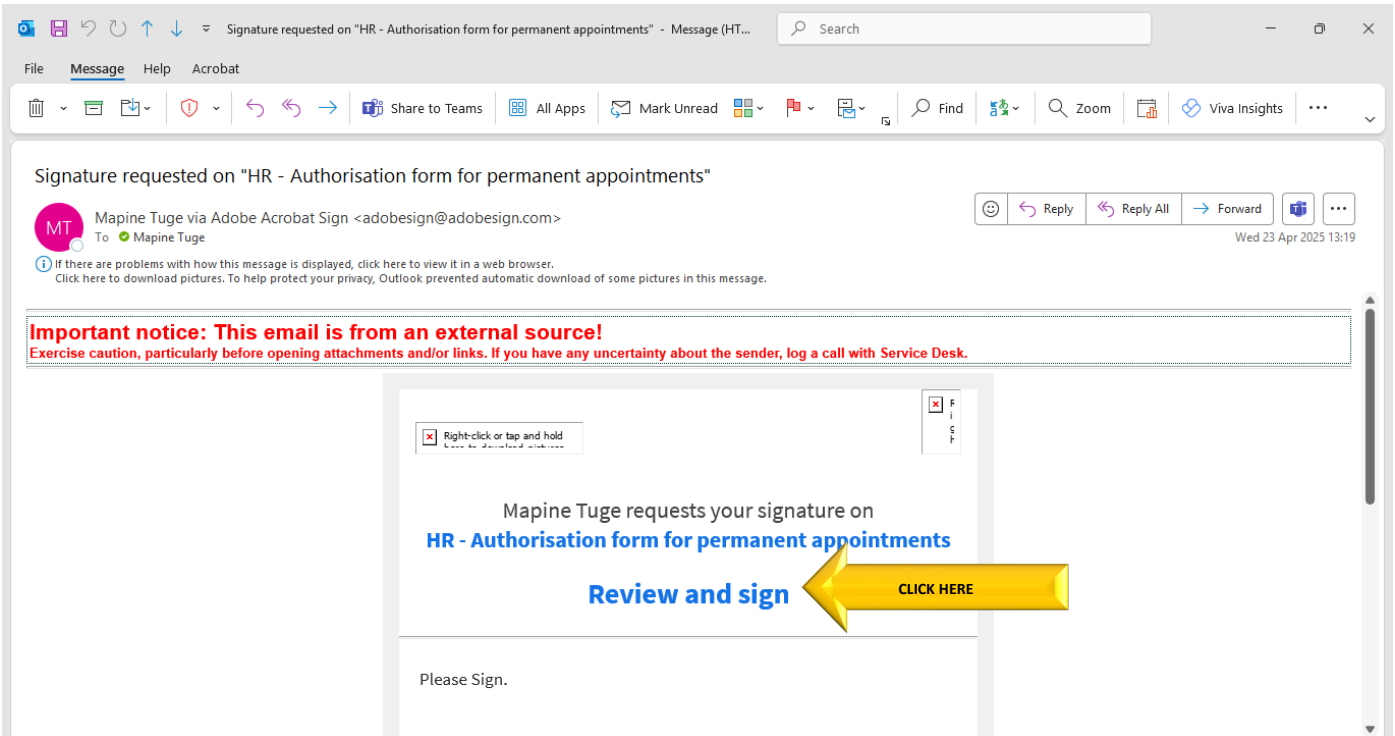 Signature requested on "HR - Authorisation form for permanent appointments" - Message (HT...
Search
File Message Help Acrobat
Share to Teams All Apps Mark Unread Find Zoom Viva Insights
Signature requested on "HR - Authorisation form for permanent appointments"
MT
Mapine Tuge via Adobe Acrobat Sign <adobesign@adobesign.com>
To Mapine Tuge
Reply Reply All Forward
Wed 23 Apr 2025 13:19
If there are problems with how this message is displayed, click here to view it in a web browser.
Click here to download pictures. To help protect your privacy, Outlook prevented automatic download of some pictures in this message.
Important notice: This email is from an external source!
Exercise caution, particularly before opening attachments and/or links. If you have any uncertainty about the sender, log a call with Service Desk.
Right-click or tap and hold
Mapine Tuge requests your signature on
HR - Authorisation form for permanent appointments
Review and sign
CLICK HERE
Please Sign.